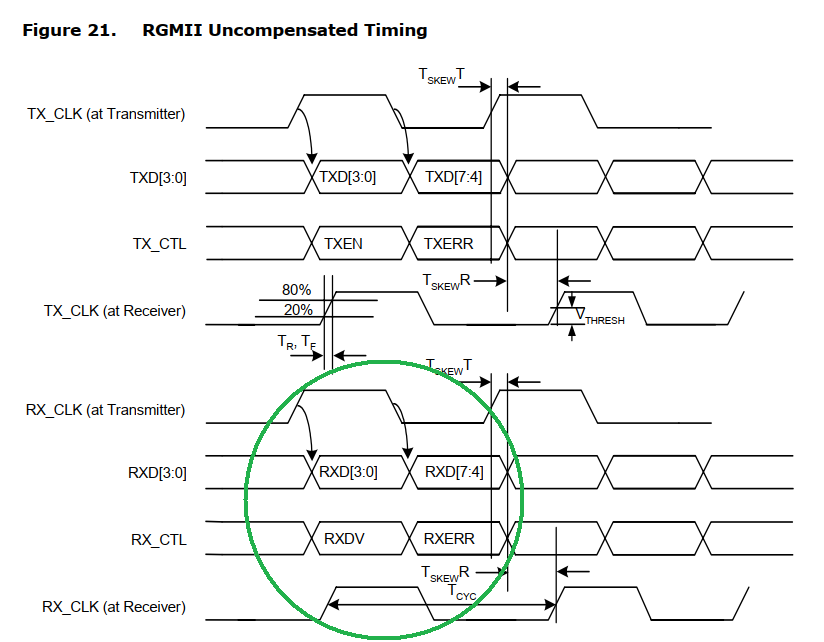 Figure 21. RGMII Uncompensated Timing
TSKEWT
TX_CLK (at Transmitter)
TXD[3:0] TXD[3:0] TXD[7:4]
TX_CTL TXEN TXERR
TSKEWR
80%
TX_CLK (at Receiver) 20% VTHRESH
TR, TF
TSKEWT
RX_CLK (at Transmitter)
RXD[3:0] RXD[3:0] RXD[7:4]
RX_CTL RXDV RXERR
TSKEWR
TCYC
RX_CLK (at Receiver)